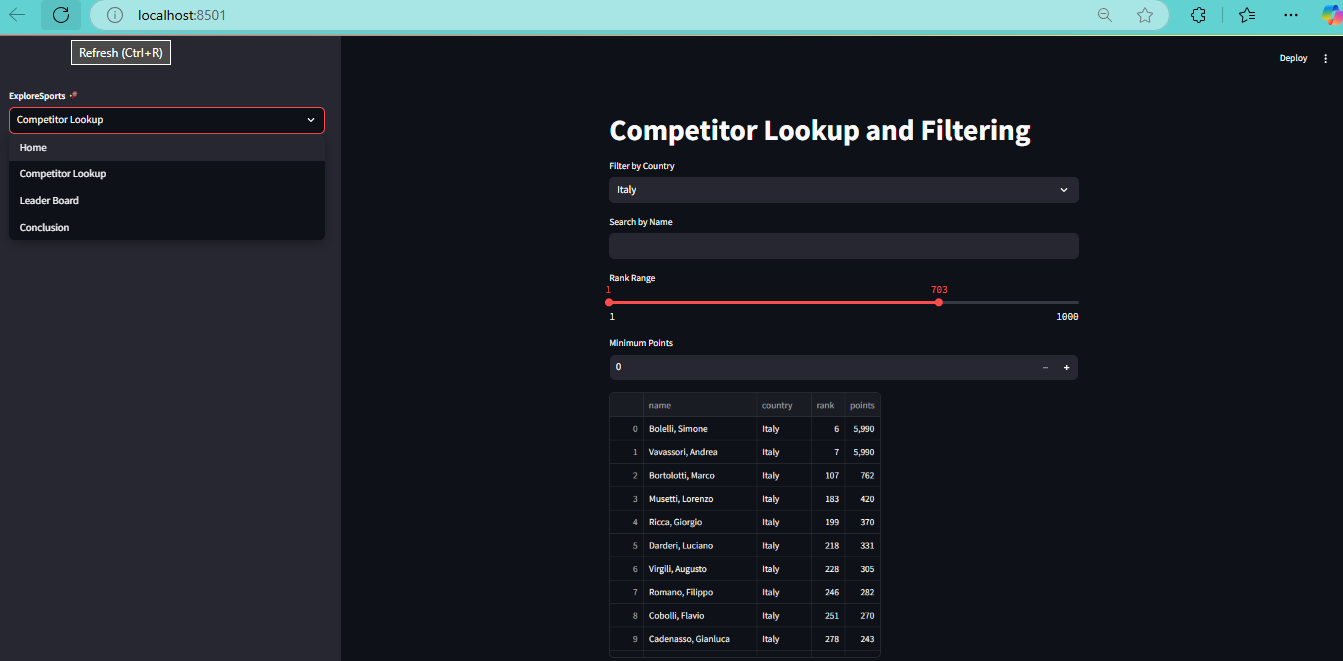 localhost:8501
Refresh (Ctrl+R)
Deploy
ExploreSports
Competitor Lookup
Home
Competitor Lookup
Leader Board
Conclusion
Competitor Lookup and Filtering
Filter by Country
Italy
Search by Name
Rank Range
1 703
1 1000
Minimum Points
0 − +
name country rank points
0 Bolelli, Simone Italy 6 5,990
1 Vavassori, Andrea Italy 7 5,990
2 Bortolotti, Marco Italy 107 762
3 Musetti, Lorenzo Italy 183 420
4 Ricca, Giorgio Italy 199 370
5 Darderi, Luciano Italy 218 331
6 Virgili, Augusto Italy 228 305
7 Romano, Filippo Italy 246 282
8 Cobolli, Flavio Italy 251 270
9 Cadenasso, Gianluca Italy 278 243